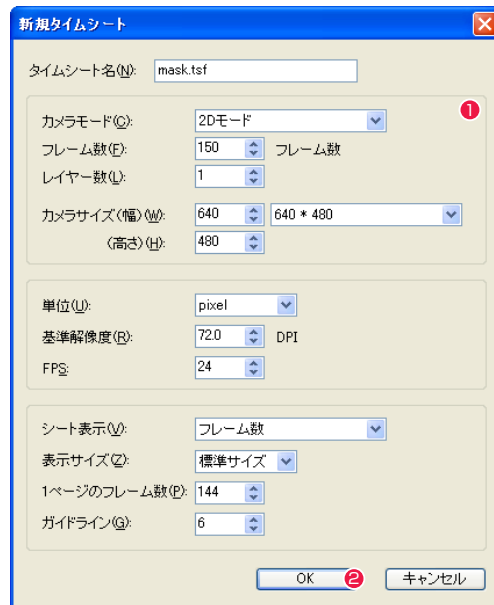 新規タイムシート
タイムシート名(N): mask.tsf
❶
カメラモード(C): 2Dモード
フレーム数(F): 150 フレーム数
レイヤー数(L): 1
カメラサイズ(幅)(W): 640 640 * 480
(高さ)(H): 480
単位(U): pixel
基準解像度(R): 72.0 DPI
FPS: 24
シート表示(V): フレーム数
表示サイズ(Z): 標準サイズ
1ページのフレーム数(P): 144
ガイドライン(G): 6
OK ❷ キャンセル